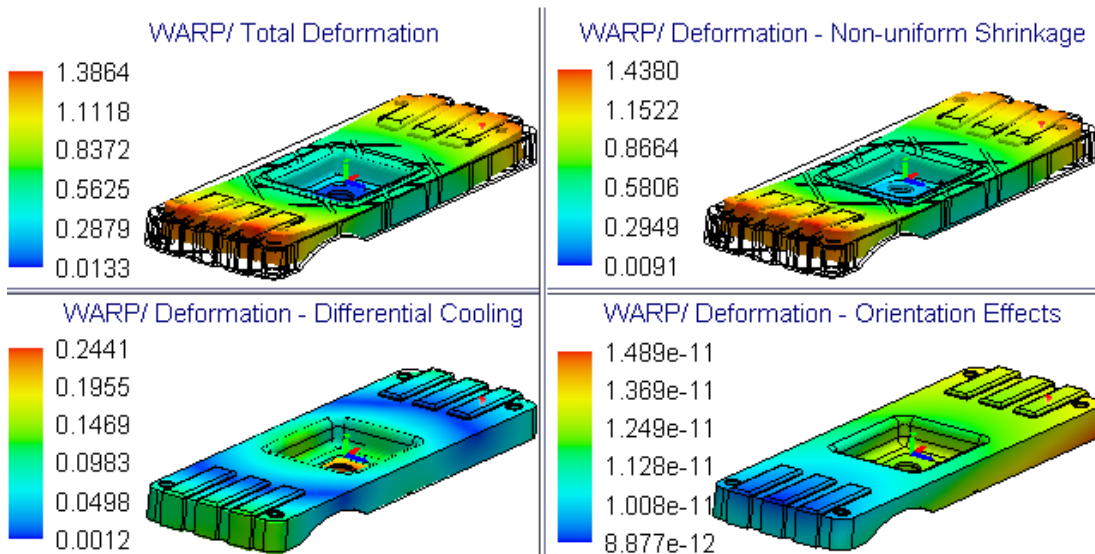 WARP/ Total Deformation
1.3864
1.1118
0.8372
0.5625
0.2879
0.0133
WARP/ Deformation - Non-uniform Shrinkage
1.4380
1.1522
0.8664
0.5806
0.2949
0.0091
WARP/ Deformation - Differential Cooling
0.2441
0.1955
0.1469
0.0983
0.0498
0.0012
WARP/ Deformation - Orientation Effects
1.489e-11
1.369e-11
1.249e-11
1.128e-11
1.008e-11
8.877e-12